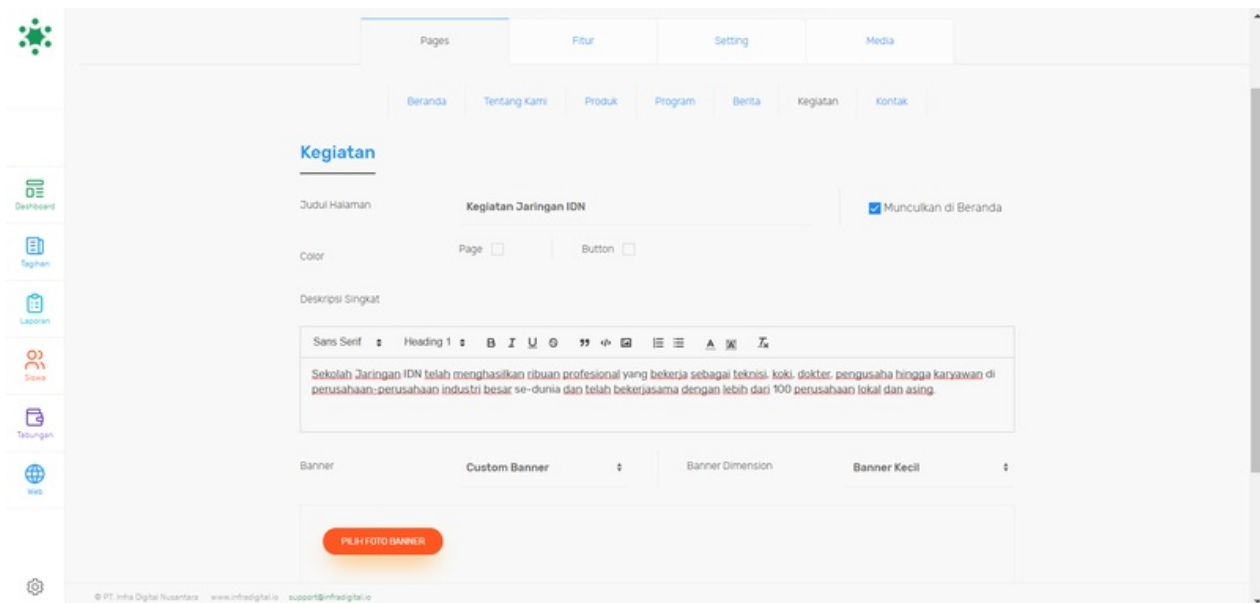 Pages Fitur Setting Media
Beranda Tentang Kami Produk Program Berita Kegiatan Kontak
Kegiatan
Judul Halaman Kegiatan Jaringan IDN Munculkan di Beranda
Color Page Button
Deskripsi Singkat
Sans Serif Heading 1 B I U S
Sekolah Jaringan IDN telah menghasilkan ribuan profesional yang bekerja sebagai teknisi, koki, dokter, pengusaha hingga karyawan di
perusahaan-perusahaan industri besar se-dunia dan telah bekerjasama dengan lebih dari 100 perusahaan lokal dan asing.
Banner Custom Banner Banner Dimension Banner Kecil
PILIH FOTO BANNER
Dashboard
Tagihan
Laporan
Siswa
Tabungan
Web
© PT. Infra Digital Nusantara www.infradigital.io support@infradigital.io